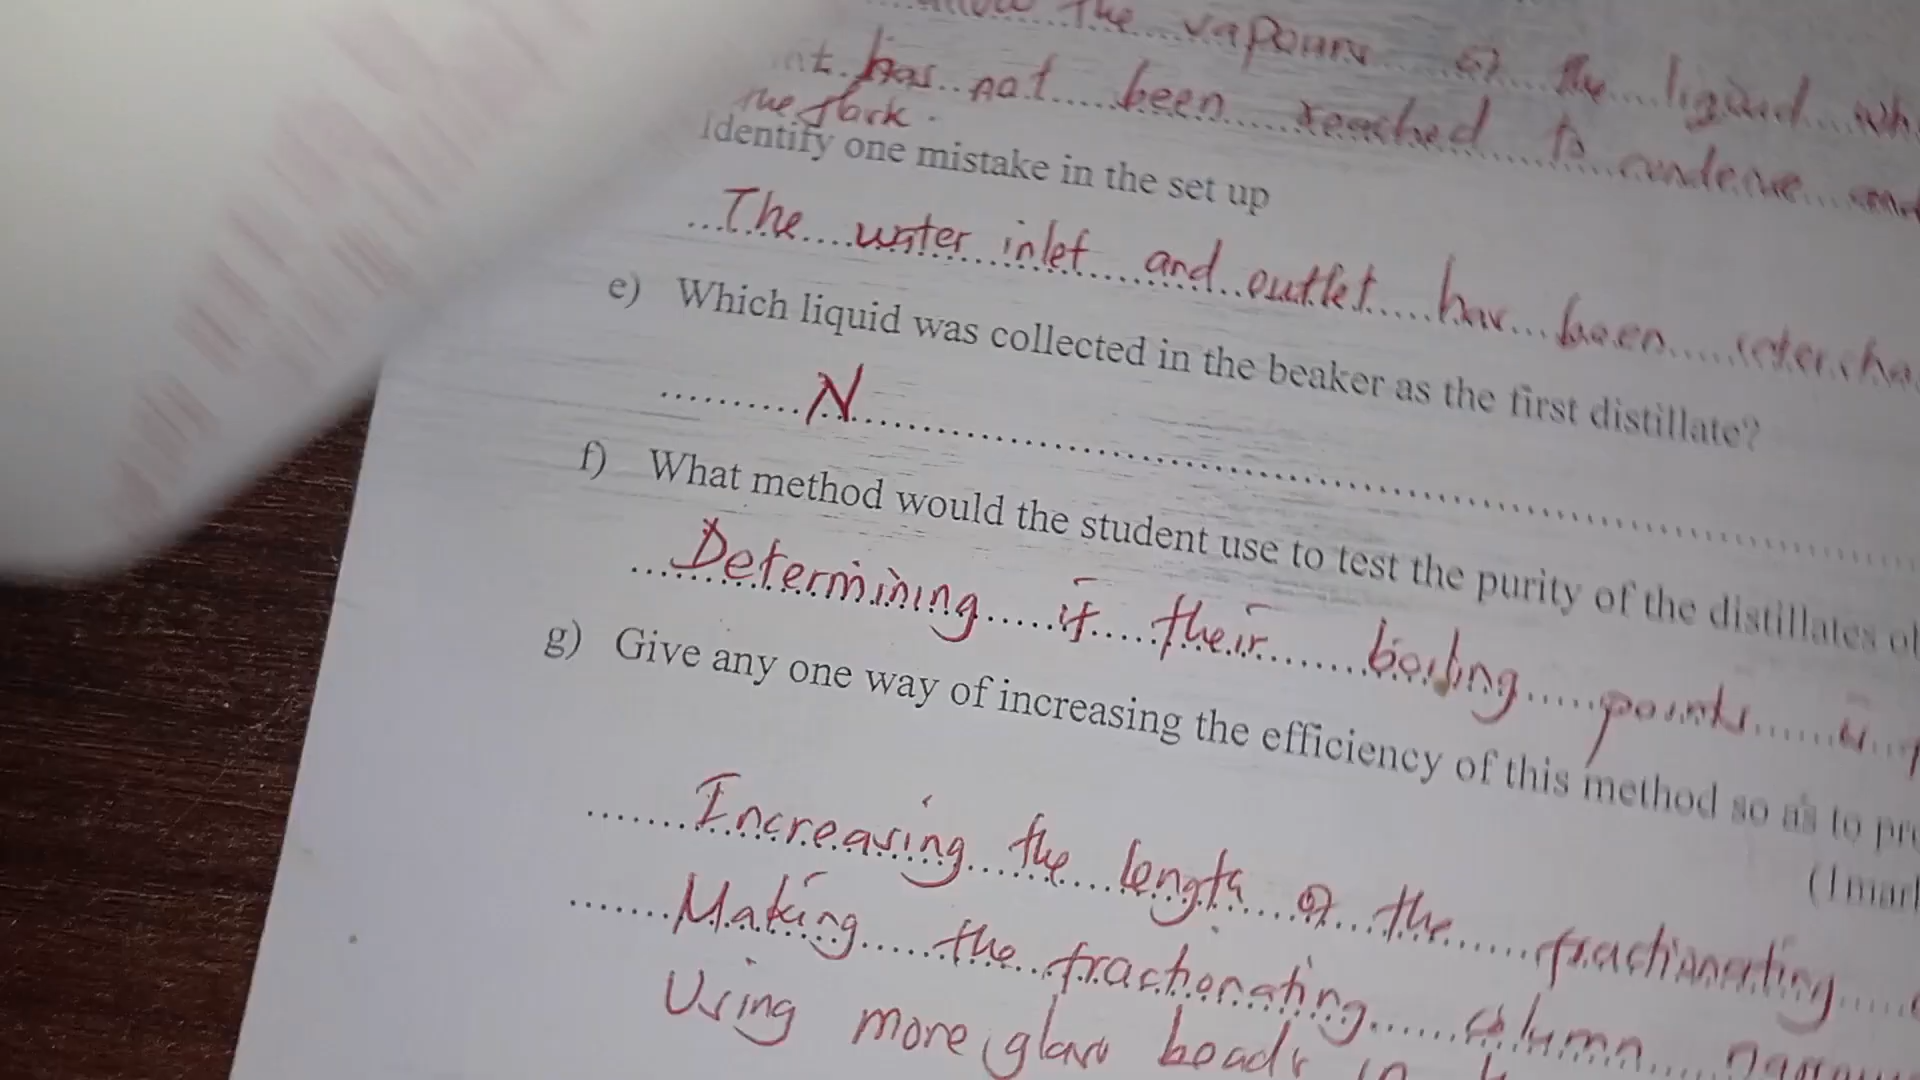 the vapours of the liquid
has not been reached to condense and
the flask.
Identify one mistake in the set up
The water inlet and outlet have been
e) Which liquid was collected in the beaker as the first distillate?
N
f) What method would the student use to test the purity of the distillates
Determining if their boiling points is
g) Give any one way of increasing the efficiency of this method so as to
(1mark
Increasing the length of the fractionating
Making the fractionating column
Using more glass beads in